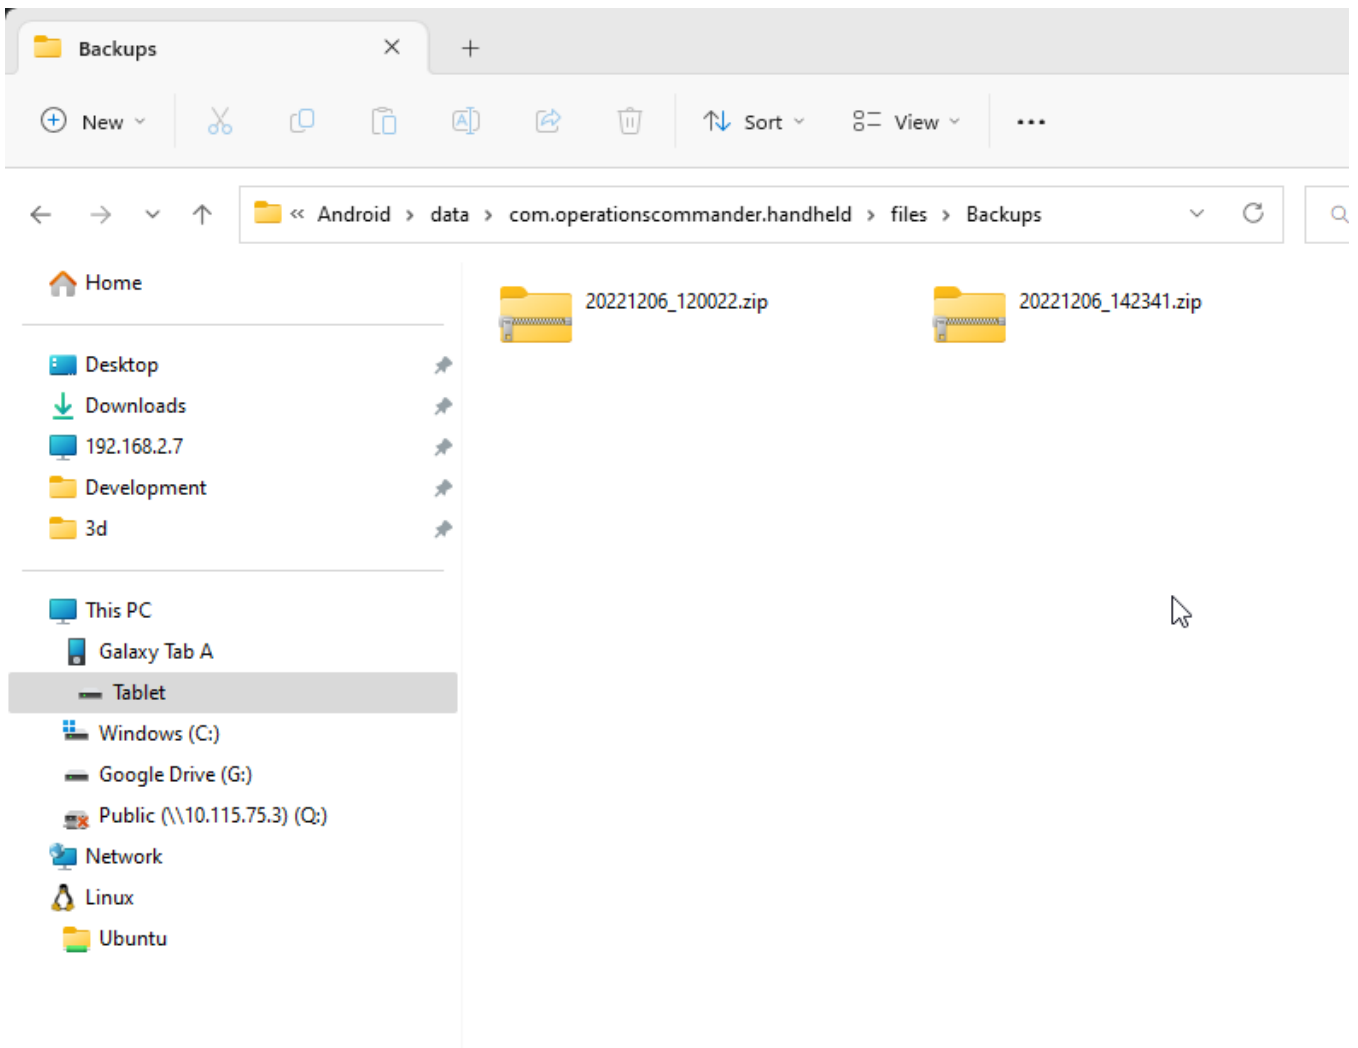 Backups
New
Sort
View
« Android > data > com.operationscommander.handheld > files > Backups
Home
20221206_120022.zip
20221206_142341.zip
Desktop
Downloads
192.168.2.7
Development
3d
This PC
Galaxy Tab A
Tablet
Windows (C:)
Google Drive (G:)
Public (\\10.115.75.3) (Q:)
Network
Linux
Ubuntu